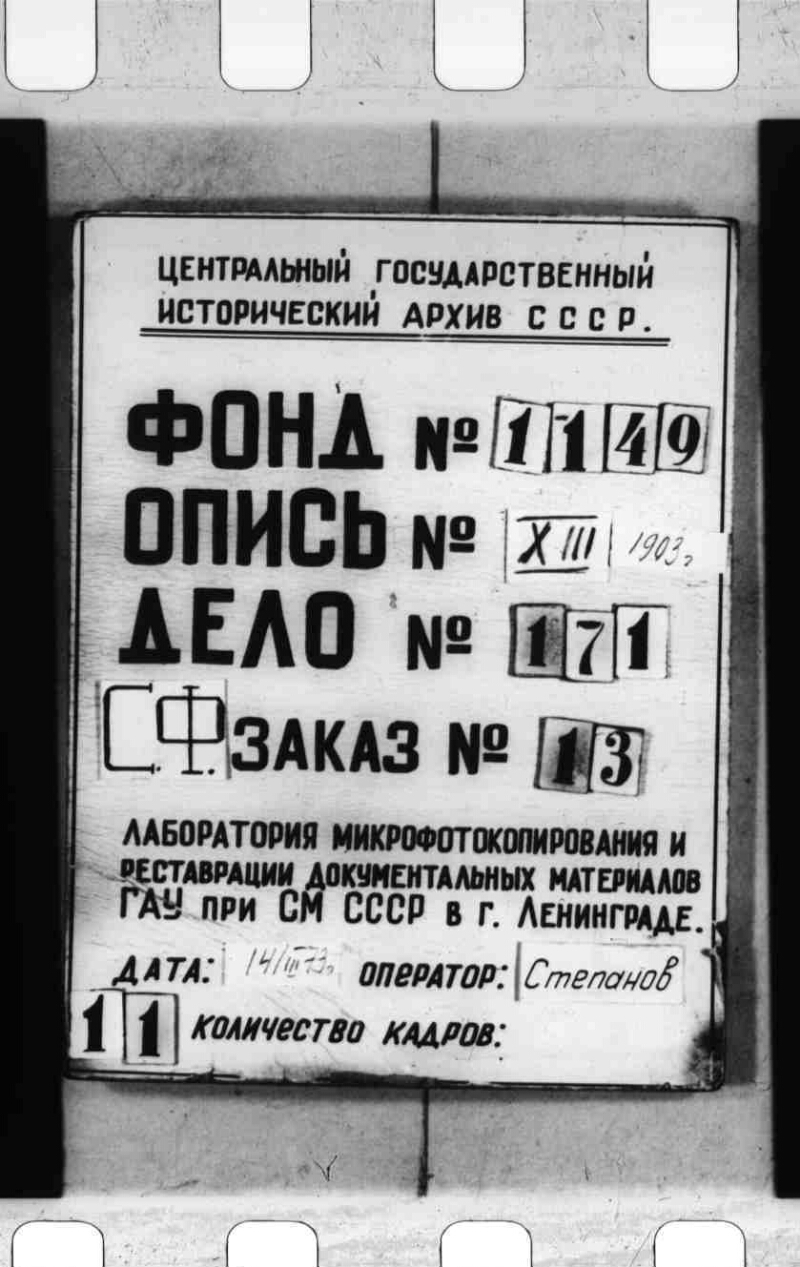 ЦЕНТРАЛЬНЫЙ ГОСУДАРСТВЕННЫЙ
ИСТОРИЧЕСКИЙ АРХИВ СССР.
ФОНД № 1149
ОПИСЬ № XIII 1903г
ДЕЛО № 171
СФ ЗАКАЗ № 13
ЛАБОРАТОРИЯ МИКРОФОТОКОПИРОВАНИЯ И
РЕСТАВРАЦИИ ДОКУМЕНТАЛЬНЫХ МАТЕРИАЛОВ
ГАУ ПРИ СМ СССР В Г. ЛЕНИНГРАДЕ.
ДАТА: 14/III 73г ОПЕРАТОР: Степанов
11 КОЛИЧЕСТВО КАДРОВ: